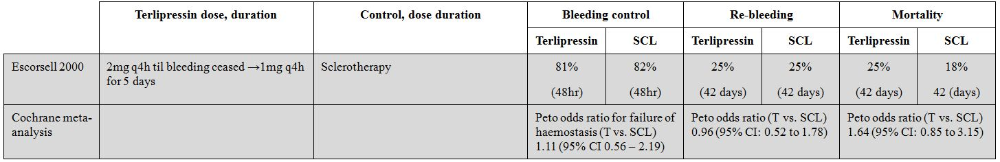 Terlipressin dose, duration
Control, dose duration
Bleeding control
Re-bleeding
Mortality
Terlipressin
SCL
Terlipressin
SCL
Terlipressin
SCL
Escorsell 2000
2mg q4h til bleeding ceased →1mg q4h
for 5 days
Sclerotherapy
81%
(48hr)
82%
(48hr)
25%
(42 days)
25%
(42 days)
25%
(42 days)
18%
42 (days)
Cochrane meta-
analysis
Peto odds ratio for failure of
haemostasis (T vs. SCL)
1.11 (95% CI 0.56 – 2.19)
Peto odds ratio (T vs. SCL)
0.96 (95% CI: 0.52 to 1.78)
Peto odds ratio (T vs. SCL)
1.64 (95% CI: 0.85 to 3.15)